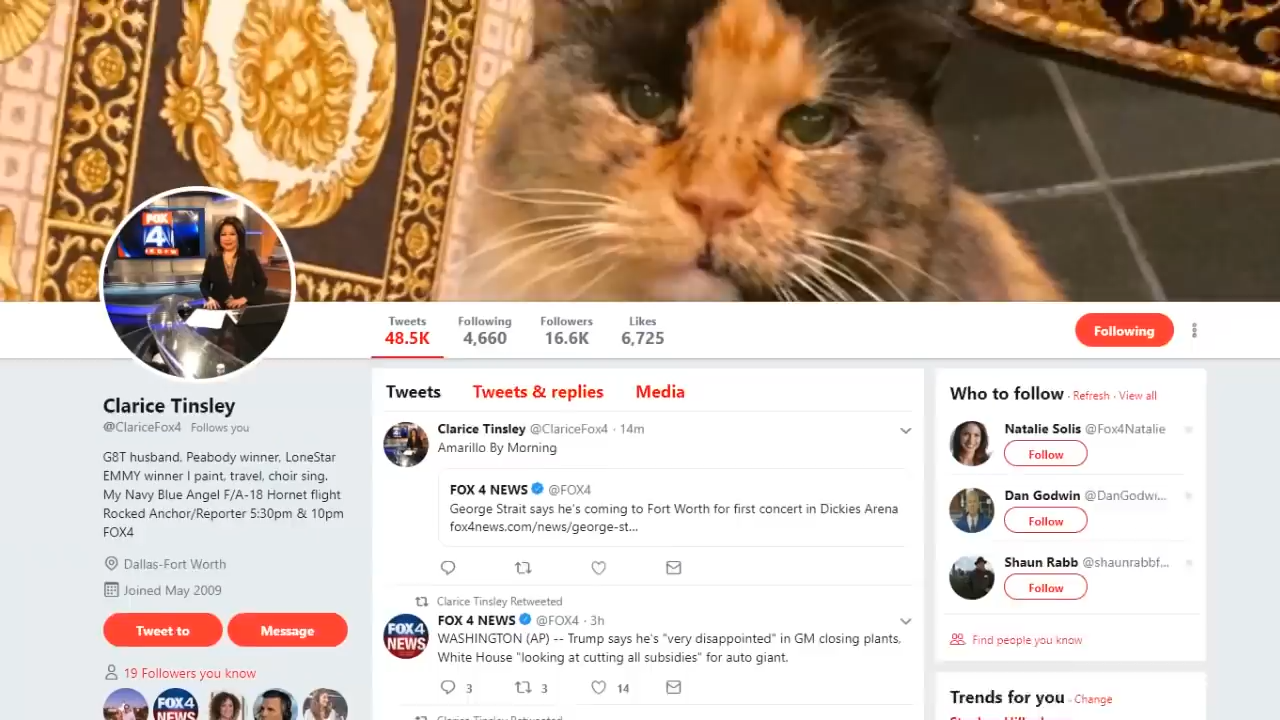 FOX
4
Tweets
48.5K
Following
4,660
Followers
16.6K
Likes
6,725
Following
Clarice Tinsley
@ClariceFox4 Follows you
G8T husband. Peabody winner, LoneStar
EMMY winner I paint, travel, choir sing.
My Navy Blue Angel F/A-18 Hornet flight
Rocked Anchor/Reporter 5:30pm & 10pm
FOX4
Dallas-Fort Worth
Joined May 2009
Tweet to
Message
19 Followers you know
FOX4
NEWS
Tweets Tweets & replies Media
Clarice Tinsley @ClariceFox4 · 14m
Amarillo By Morning
FOX 4 NEWS @FOX4
George Strait says he's coming to Fort Worth for first concert in Dickies Arena
fox4news.com/news/george-st...
Clarice Tinsley Retweeted
FOX4
NEWS
FOX 4 NEWS @FOX4 · 3h
WASHINGTON (AP) -- Trump says he's "very disappointed" in GM closing plants,
White House "looking at cutting all subsidies" for auto giant.
3 3 14
Clarice Tinsley Retweeted
Who to follow · Refresh · View all
Natalie Solis @Fox4Natalie
Follow
Dan Godwin @DanGodwi...
Follow
Shaun Rabb @shaunrabbf...
Follow
Find people you know
Trends for you · Change